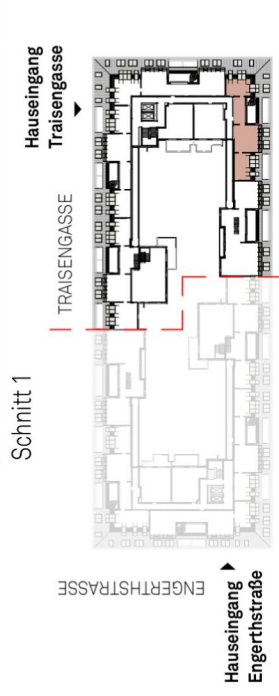 Hauseingang
Traisengasse
TRAISENGASSE
Schnitt 1
ENGERTHSTRASSE
Hauseingang
Engerthstraße